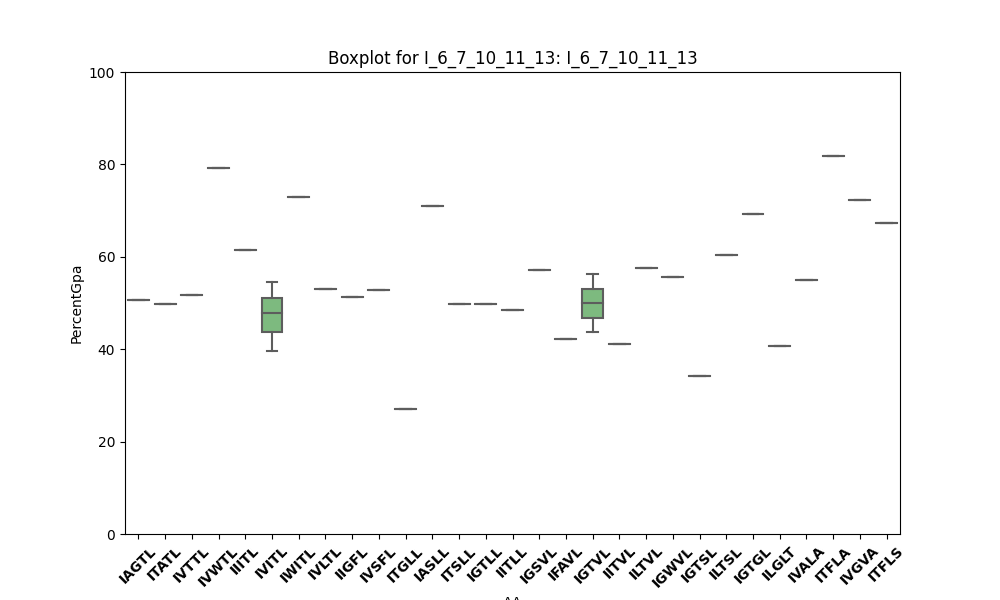 Boxplot for I_6_7_10_11_13: I_6_7_10_11_13
100
80
60
40
20
0
PercentGpa
IAGTL ITATL IVTTL IVWTL IIITL IVITL IWITL IVLTL IIGFL IVSFL ITGLL IASLL ITSLL IGTLL IITLL IGSVL IFAVL IGTVL IITVL ILTVL IGWVL IGTSL ILTSL IGTGL ILGLT IVALA ITFLA IVGVA ITFLS